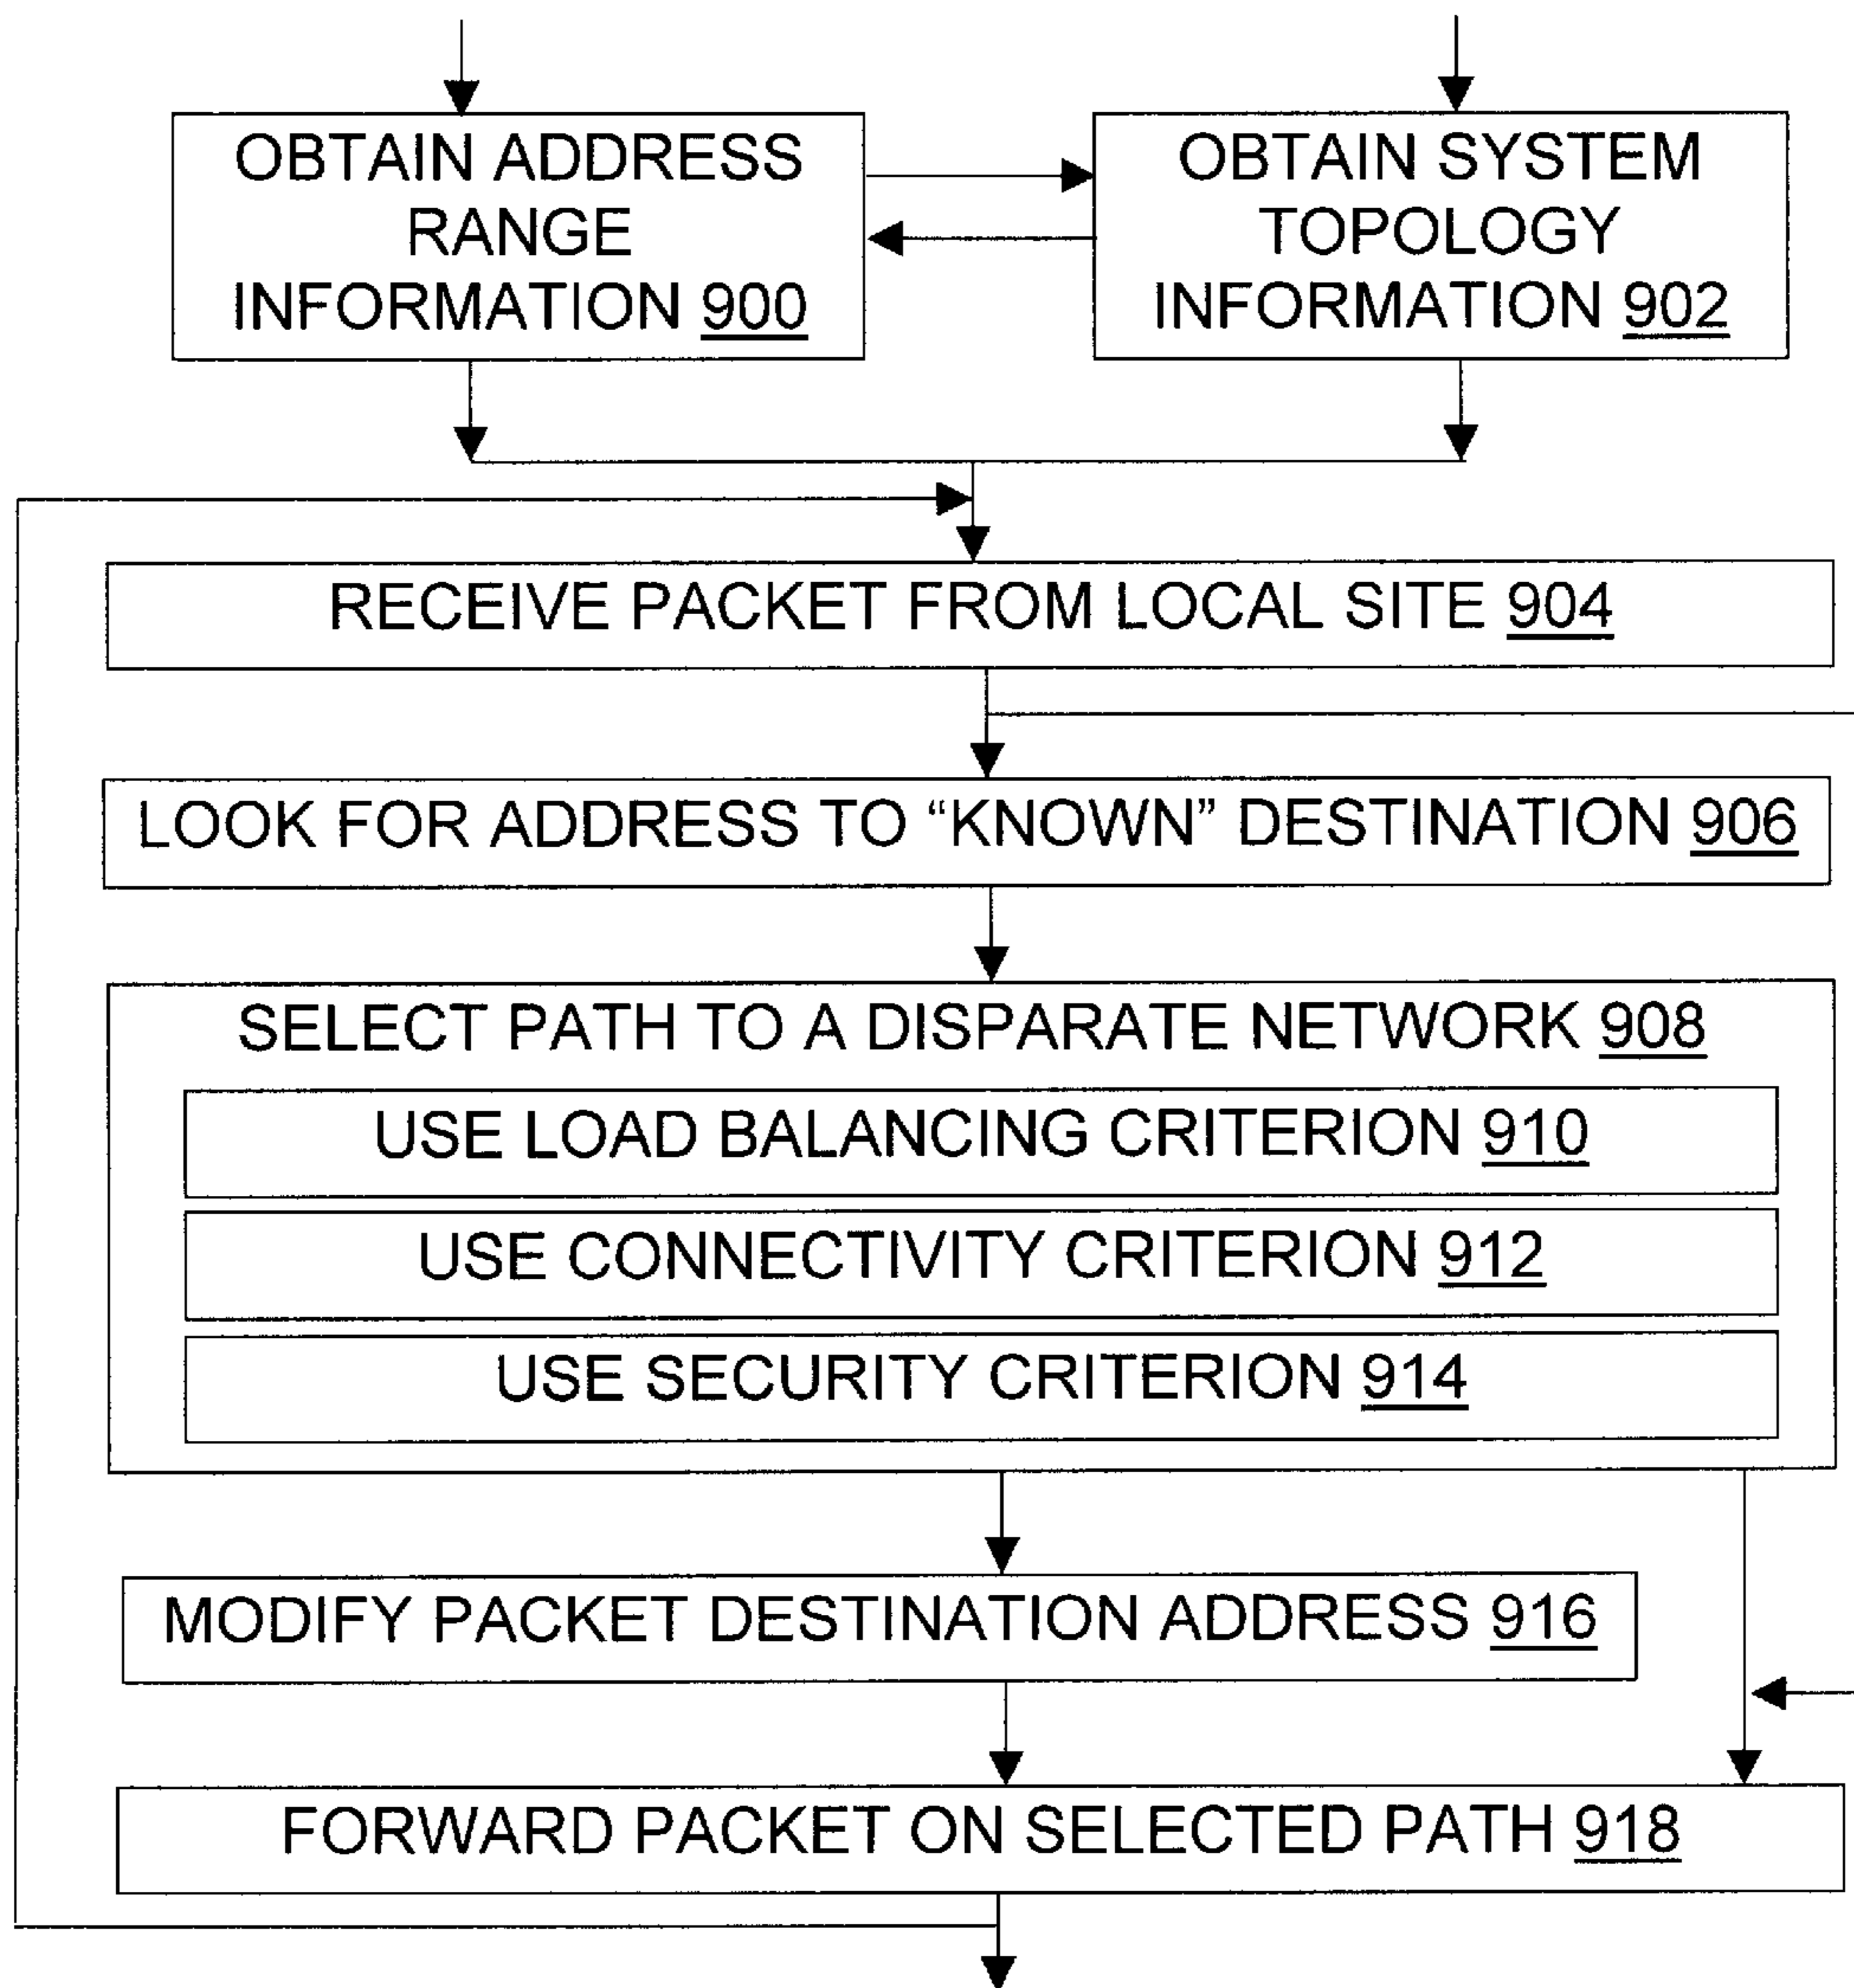 OBTAIN ADDRESS
RANGE
INFORMATION 900
OBTAIN SYSTEM
TOPOLOGY
INFORMATION 902
RECEIVE PACKET FROM LOCAL SITE 904
LOOK FOR ADDRESS TO “KNOWN” DESTINATION 906
SELECT PATH TO A DISPARATE NETWORK 908
USE LOAD BALANCING CRITERION 910
USE CONNECTIVITY CRITERION 912
USE SECURITY CRITERION 914
MODIFY PACKET DESTINATION ADDRESS 916
FORWARD PACKET ON SELECTED PATH 918